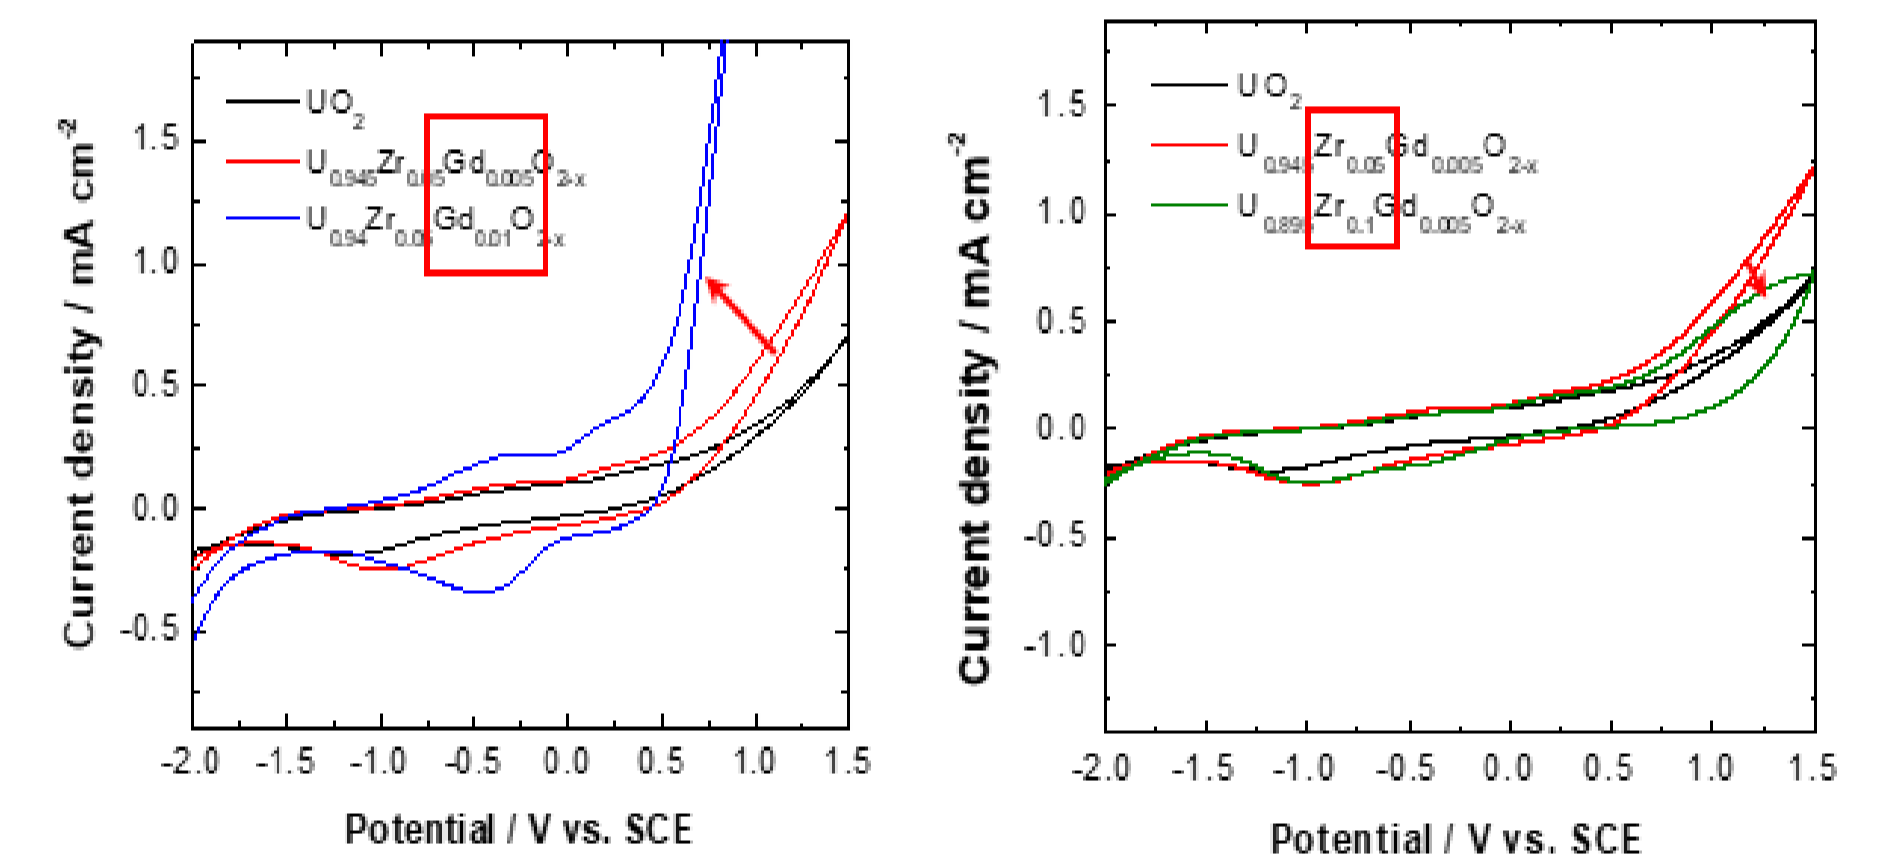 UO2
U0.945Zr0.05Gd0.005O2-x
U0.94Zr0.05Gd0.01O2-x
1.5
1.0
0.5
0.0
-0.5
Current density / mA cm-2
-2.0 -1.5 -1.0 -0.5 0.0 0.5 1.0 1.5
Potential / V vs. SCE
UO2
U0.945Zr0.05Gd0.005O2-x
U0.895Zr0.1Gd0.005O2-x
1.5
1.0
0.5
0.0
-0.5
-1.0
Current density / mA cm-2
-2.0 -1.5 -1.0 -0.5 0.0 0.5 1.0 1.5
Potential / V vs. SCE